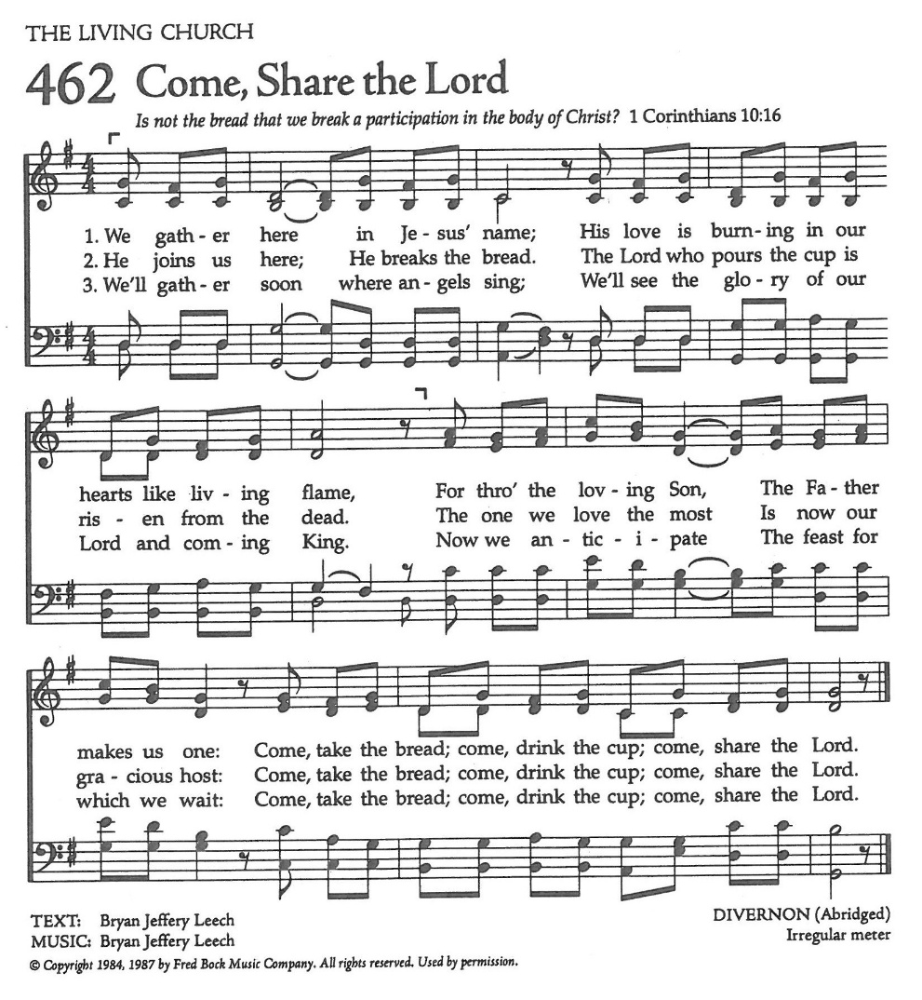 THE LIVING CHURCH
462 Come, Share the Lord
Is not the bread that we break a participation in the body of Christ? 1 Corinthians 10:16
1. We gath - er here in Je - sus' name; His love is burn- ing in our
2. He joins us here; He breaks the bread. The Lord who pours the cup is
3. We'll gath - er soon where an - gels sing; We'll see the glo - ry of our
hearts like liv - ing flame, For thro' the lov - ing Son, The Fa - ther
ris - en from the dead. The one we love the most Is now our
Lord and com - ing King. Now we an - tic - i - pate The feast for
makes us one: Come, take the bread; come, drink the cup; come, share the Lord.
gra - cious host: Come, take the bread; come, drink the cup; come, share the Lord.
which we wait: Come, take the bread; come, drink the cup; come, share the Lord.
TEXT: Bryan Jeffery Leech
MUSIC: Bryan Jeffery Leech
© Copyright 1984, 1987 by Fred Bock Music Company. All rights reserved. Used by permission.
DIVERNON (Abridged)
Irregular meter